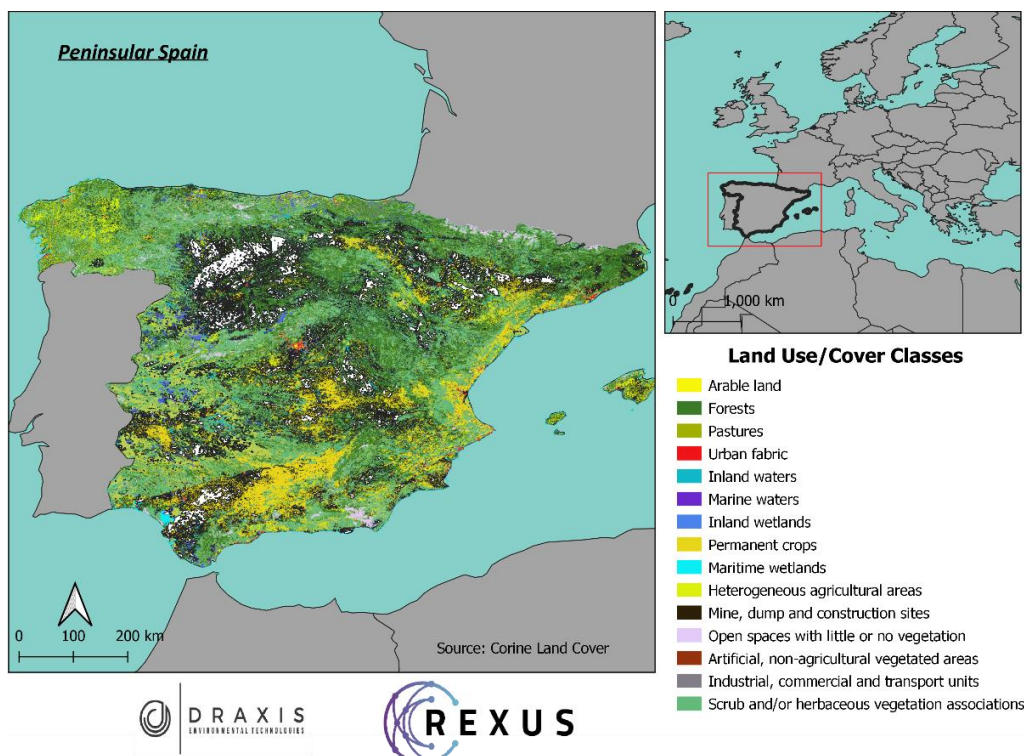 Peninsular Spain
0 100 200 km
Source: Corine Land Cover
0 1,000 km
Land Use/Cover Classes
Arable land
Forests
Pastures
Urban fabric
Inland waters
Marine waters
Inland wetlands
Permanent crops
Maritime wetlands
Heterogeneous agricultural areas
Mine, dump and construction sites
Open spaces with little or no vegetation
Artificial, non-agricultural vegetated areas
Industrial, commercial and transport units
Scrub and/or herbaceous vegetation associations
DRAXIS
ENVIRONMENTAL TECHNOLOGIES
REXUS